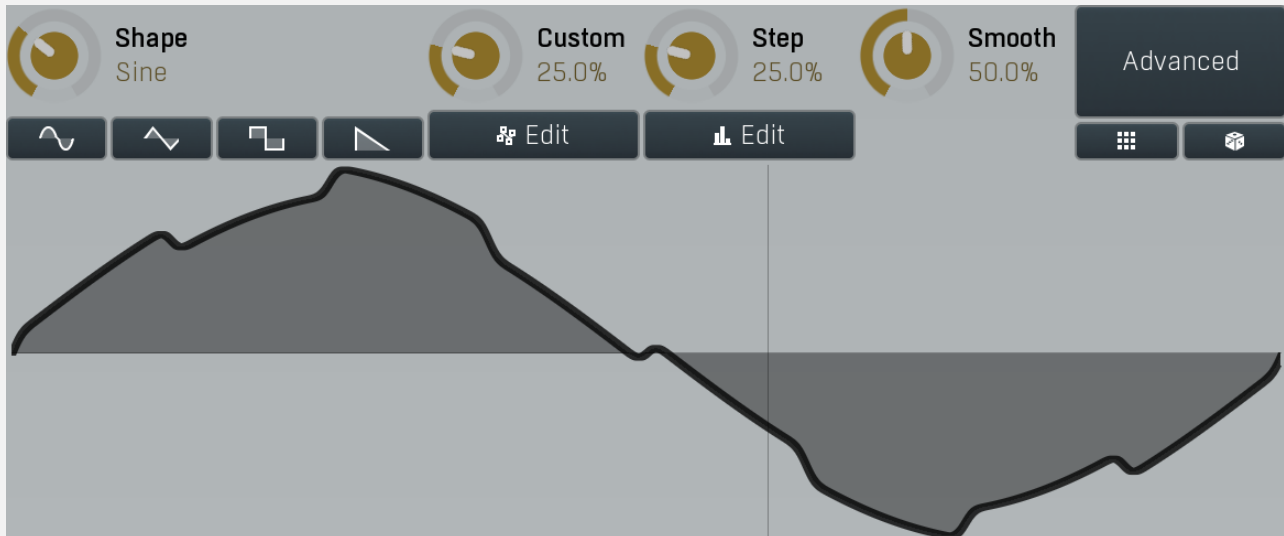 Shape
Sine
Custom
25.0%
Step
25.0%
Smooth
50.0%
Advanced
Edit
Edit